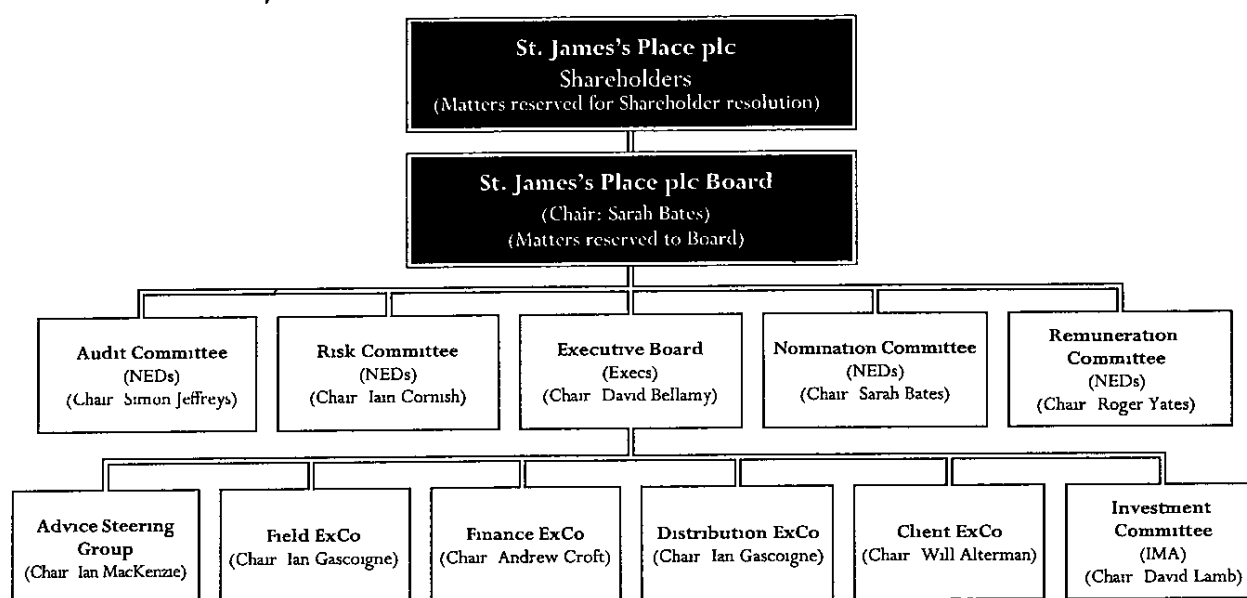 St. James's Place plc
Shareholders
(Matters reserved for Shareholder resolution)
St. James's Place plc Board
(Chair: Sarah Bates)
(Matters reserved to Board)
Audit Committee
(NEDs)
(Chair Simon Jeffreys)
Risk Committee
(NEDs)
(Chair Iain Cornish)
Executive Board
(Execs)
(Chair David Bellamy)
Nomination Committee
(NEDs)
(Chair Sarah Bates)
Remuneration
Committee
(NEDs)
(Chair Roger Yates)
Advice Steering
Group
(Chair Ian MacKenzie)
Field ExCo
(Chair Ian Gascoigne)
Finance ExCo
(Chair Andrew Croft)
Distribution ExCo
(Chair Ian Gascoigne)
Client ExCo
(Chair Will Alterman)
Investment
Committee
(IMA)
(Chair David Lamb)